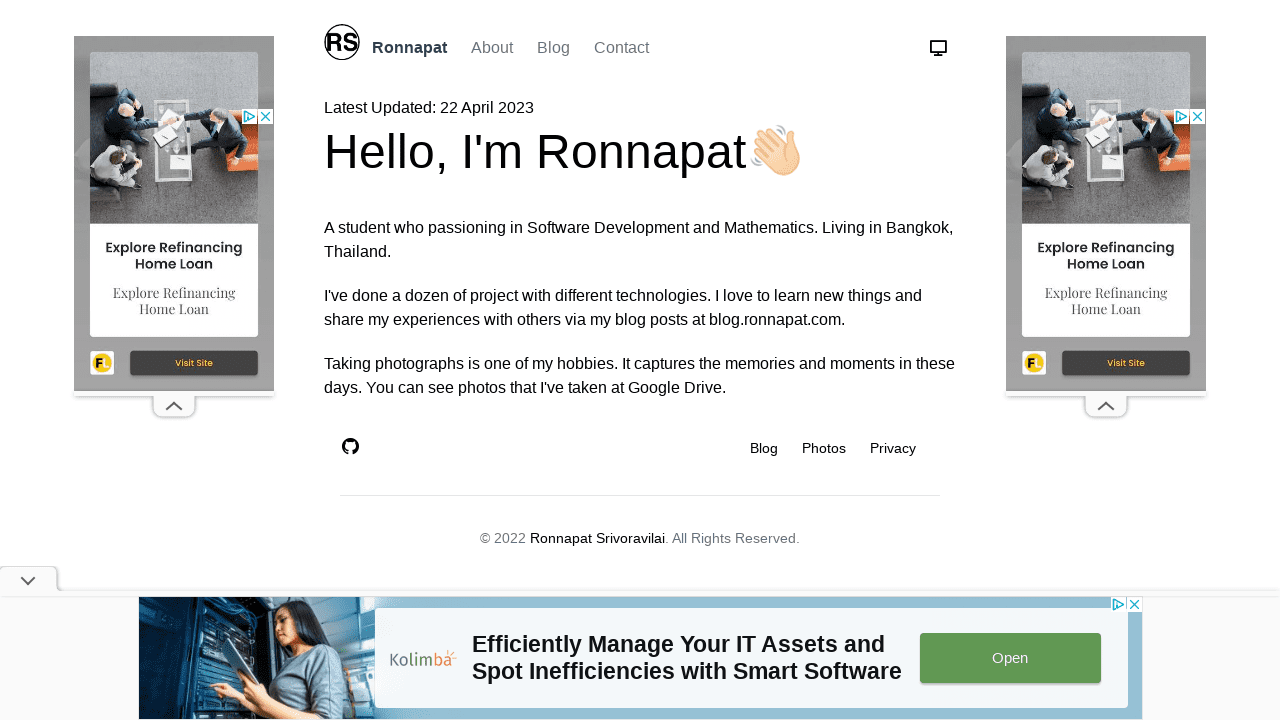 RS Ronnapat About Blog Contact
Latest Updated: 22 April 2023
Hello, I'm Ronnapat👋🏻
A student who passioning in Software Development and Mathematics. Living in Bangkok,
Thailand.
I've done a dozen of project with different technologies. I love to learn new things and
share my experiences with others via my blog posts at blog.ronnapat.com.
Taking photographs is one of my hobbies. It captures the memories and moments in these
days. You can see photos that I've taken at Google Drive.
Blog Photos Privacy
© 2022 Ronnapat Srivoravilai. All Rights Reserved.
Explore Refinancing
Home Loan
Explore Refinancing
Home Loan
FL Visit Site
Explore Refinancing
Home Loan
Explore Refinancing
Home Loan
FL Visit Site
Kolimba
Efficiently Manage Your IT Assets and
Spot Inefficiencies with Smart Software
Open